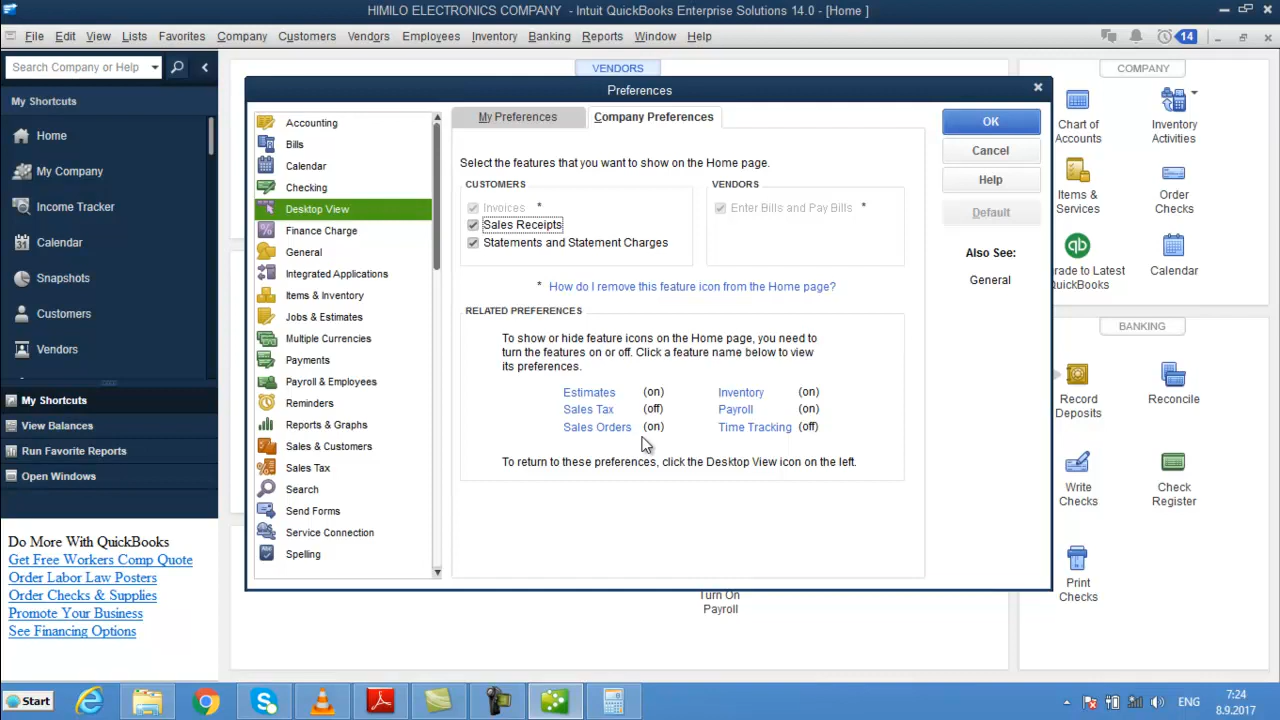 HIMILO ELECTRONICS COMPANY - Intuit QuickBooks Enterprise Solutions 14.0 - [Home ]
File Edit View Lists Favorites Company Customers Vendors Employees Inventory Banking Reports Window Help 14
Search Company or Help
My Shortcuts
Home
My Company
Income Tracker
Calendar
Snapshots
Customers
Vendors
My Shortcuts
View Balances
Run Favorite Reports
Open Windows
Do More With QuickBooks
Get Free Workers Comp Quote
Order Labor Law Posters
Order Checks & Supplies
Promote Your Business
See Financing Options
VENDORS
Preferences
Accounting
Bills
Calendar
Checking
Desktop View
Finance Charge
General
Integrated Applications
Items & Inventory
Jobs & Estimates
Multiple Currencies
Payments
Payroll & Employees
Reminders
Reports & Graphs
Sales & Customers
Sales Tax
Search
Send Forms
Service Connection
Spelling
My Preferences Company Preferences
Select the features that you want to show on the Home page.
CUSTOMERS
Invoices *
Sales Receipts
Statements and Statement Charges
VENDORS
Enter Bills and Pay Bills *
* How do I remove this feature icon from the Home page?
RELATED PREFERENCES
To show or hide feature icons on the Home page, you need to
turn the features on or off. Click a feature name below to view
its preferences.
Estimates (on) Inventory (on)
Sales Tax (off) Payroll (on)
Sales Orders (on) Time Tracking (off)
To return to these preferences, click the Desktop View icon on the left.
OK
Cancel
Help
Default
Also See:
General
Turn On
Payroll
COMPANY
Chart of
Accounts
Inventory
Activities
Items &
Services
Order
Checks
rade to Latest
QuickBooks
Calendar
BANKING
Record
Deposits
Reconcile
Write
Checks
Check
Register
Print
Checks
Start
ENG
7:24
8.9.2017